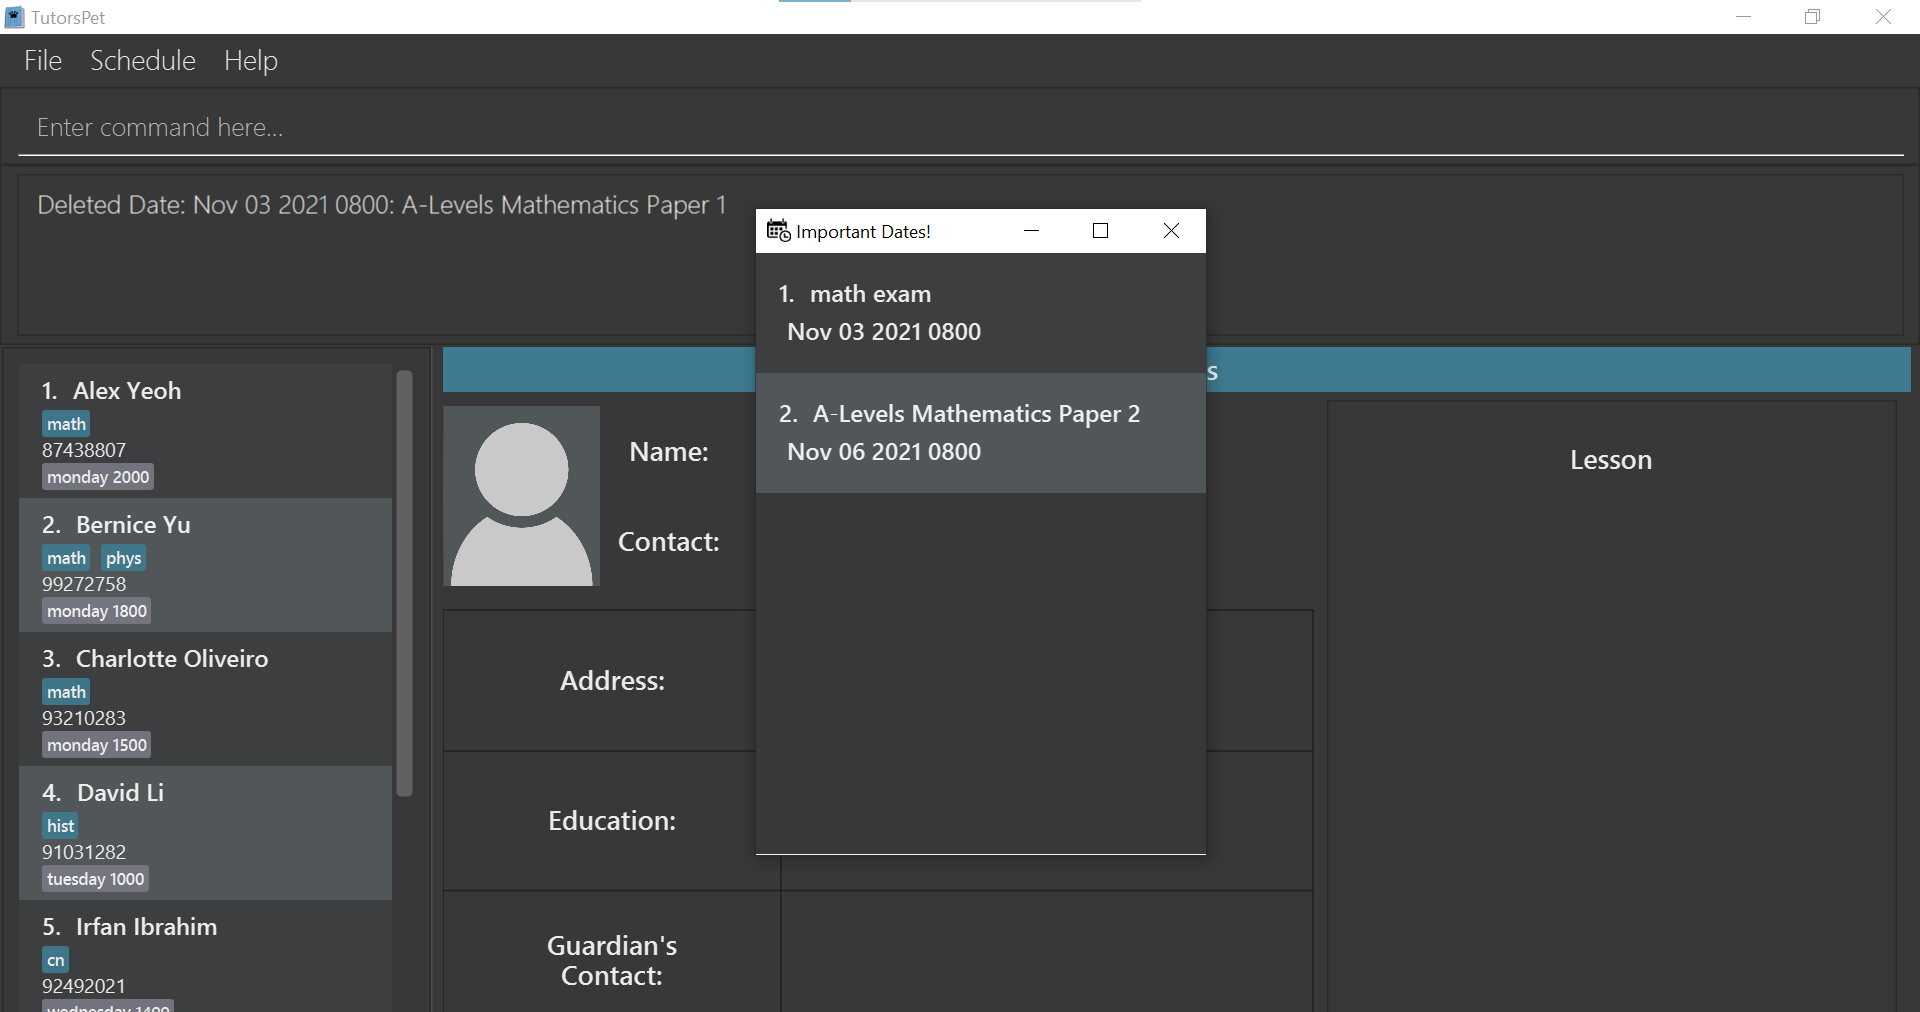 TutorsPet
File Schedule Help
Enter command here...
Deleted Date: Nov 03 2021 0800: A-Levels Mathematics Paper 1
Important Dates!
1. math exam
Nov 03 2021 0800
2. A-Levels Mathematics Paper 2
Nov 06 2021 0800
1. Alex Yeoh
math
87438807
monday 2000
2. Bernice Yu
math phys
99272758
monday 1800
3. Charlotte Oliveiro
math
93210283
monday 1500
4. David Li
hist
91031282
tuesday 1000
5. Irfan Ibrahim
cn
92492021
wednesday 1400
s
Name:
Contact:
Address:
Education:
Guardian's
Contact:
Lesson